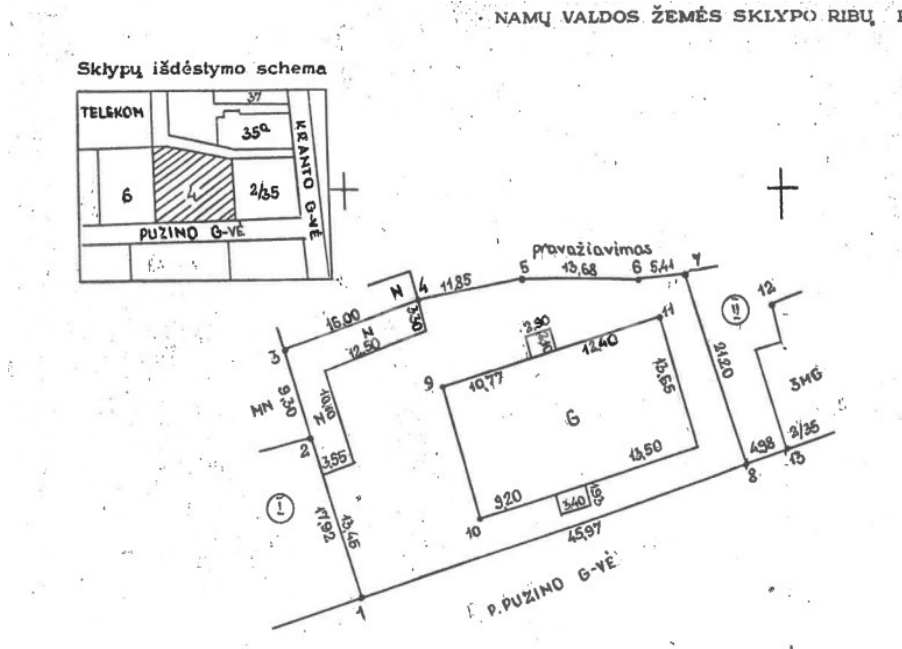 NAMŲ VALDOS ŽEMĖS SKLYPO RIBŲ
Sklypų išdėstymo schema
TELEKOM
37
35a
KRANTO G-VĖ
6
4
2/35
PUZINO G-VĖ
pravažiavimas
5
13,68
6
5,41
7
4
11,85
N
16,00
3,30
N
12,50
3
12
II
2,90
11
12,40
9
10,77
13,65
21,20
9,30
MN
N
3MG
G
2
3,55
13,50
2/35
4,98
13
8
9,20
3,40
I
17,92
13,45
10
45,97
1
P. PUZINO G-VĖ